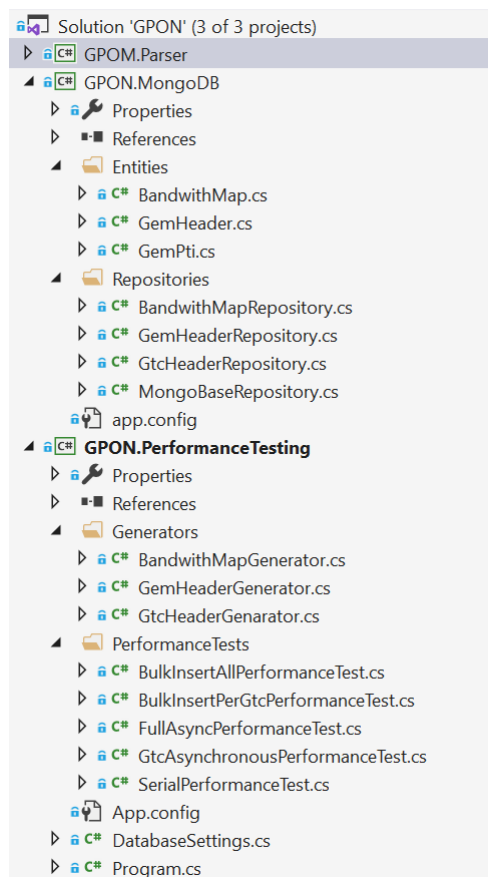 Solution 'GPON' (3 of 3 projects)
C# GPOM.Parser
C# GPON.MongoDB
Properties
References
Entities
C# BandwithMap.cs
C# GemHeader.cs
C# GemPti.cs
Repositories
C# BandwithMapRepository.cs
C# GemHeaderRepository.cs
C# GtcHeaderRepository.cs
C# MongoBaseRepository.cs
app.config
C# GPON.PerformanceTesting
Properties
References
Generators
C# BandwithMapGenerator.cs
C# GemHeaderGenerator.cs
C# GtcHeaderGenarator.cs
PerformanceTests
C# BulkInsertAllPerformanceTest.cs
C# BulkInsertPerGtcPerformanceTest.cs
C# FullAsyncPerformanceTest.cs
C# GtcAsynchronousPerformanceTest.cs
C# SerialPerformanceTest.cs
App.config
C# DatabaseSettings.cs
C# Program.cs